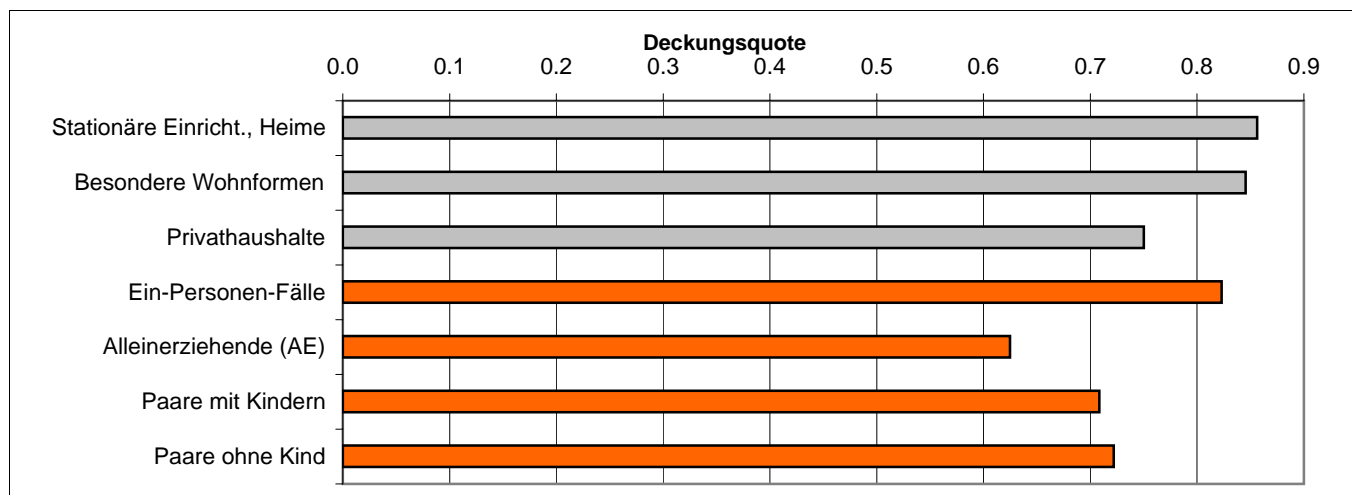 Deckungsquote
0.0 0.1 0.2 0.3 0.4 0.5 0.6 0.7 0.8 0.9
Stationäre Einricht., Heime
Besondere Wohnformen
Privathaushalte
Ein-Personen-Fälle
Alleinerziehende (AE)
Paare mit Kindern
Paare ohne Kind